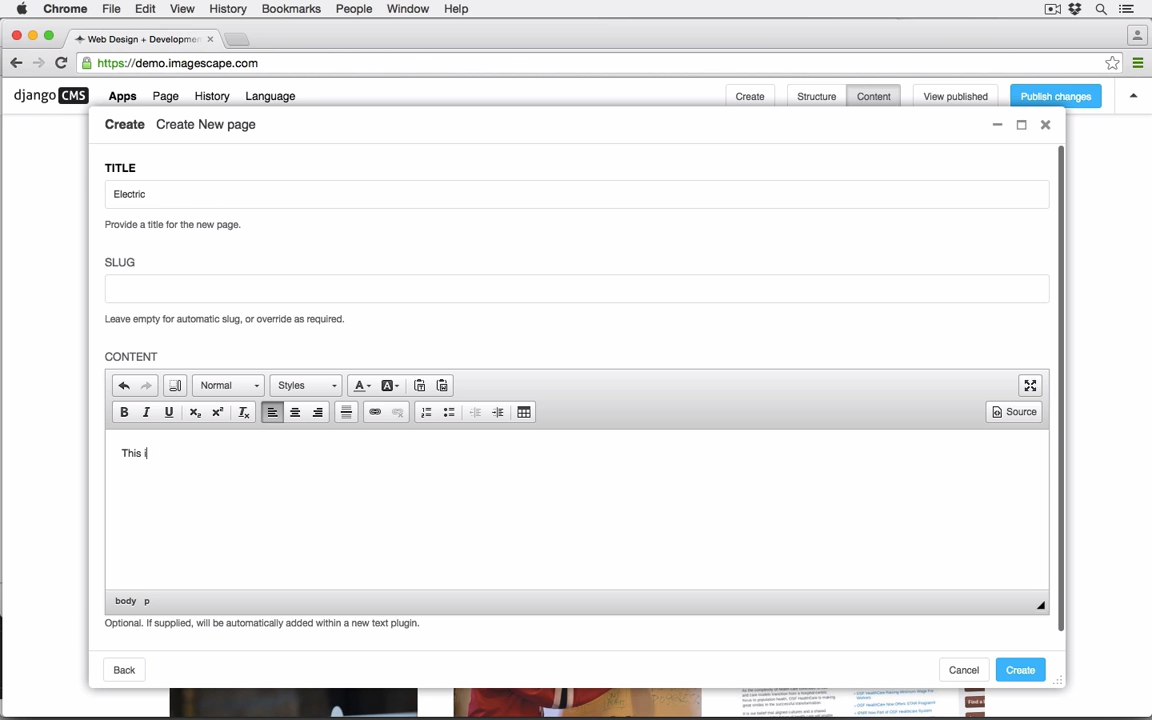 Chrome File Edit View History Bookmarks People Window Help
Web Design + Developmen
https://demo.imagescape.com
django CMS Apps Page History Language Create Structure Content View published Publish changes
Create Create New page
TITLE
Electric
Provide a title for the new page.
SLUG
Leave empty for automatic slug, or override as required.
CONTENT
Normal Styles
Source
This i
body p
Optional. If supplied, will be automatically added within a new text plugin.
Back Cancel Create